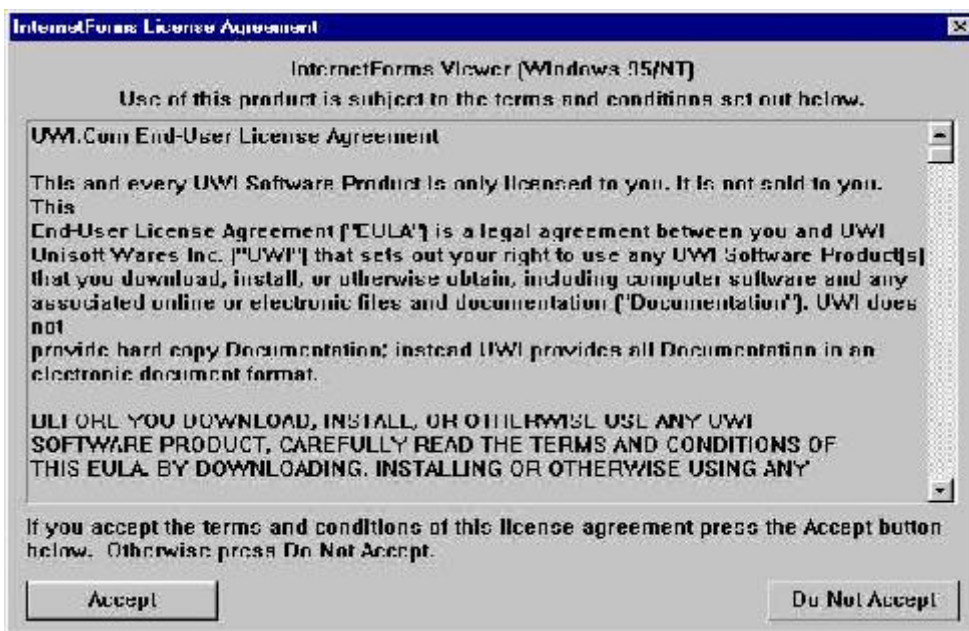 InternetForms License Agreement
InternetForms Viewer (Windows 95/NT)
Use of this product is subject to the terms and conditions set out below.
UWI.Com End-User License Agreement
This and every UWI Software Product is only licensed to you. It is not sold to you.
This
End-User License Agreement ("EULA") is a legal agreement between you and UWI
Unisoft Wares Inc. ("UWI") that sets out your right to use any UWI Software Product(s)
that you download, install, or otherwise obtain, including computer software and any
associated online or electronic files and documentation ("Documentation"). UWI does
not
provide hard copy Documentation; instead UWI provides all Documentation in an
electronic document format.
BEFORE YOU DOWNLOAD, INSTALL, OR OTHERWISE USE ANY UWI
SOFTWARE PRODUCT, CAREFULLY READ THE TERMS AND CONDITIONS OF
THIS EULA. BY DOWNLOADING, INSTALLING OR OTHERWISE USING ANY
If you accept the terms and conditions of this license agreement press the Accept button
below. Otherwise press Do Not Accept.
Accept
Do Not Accept